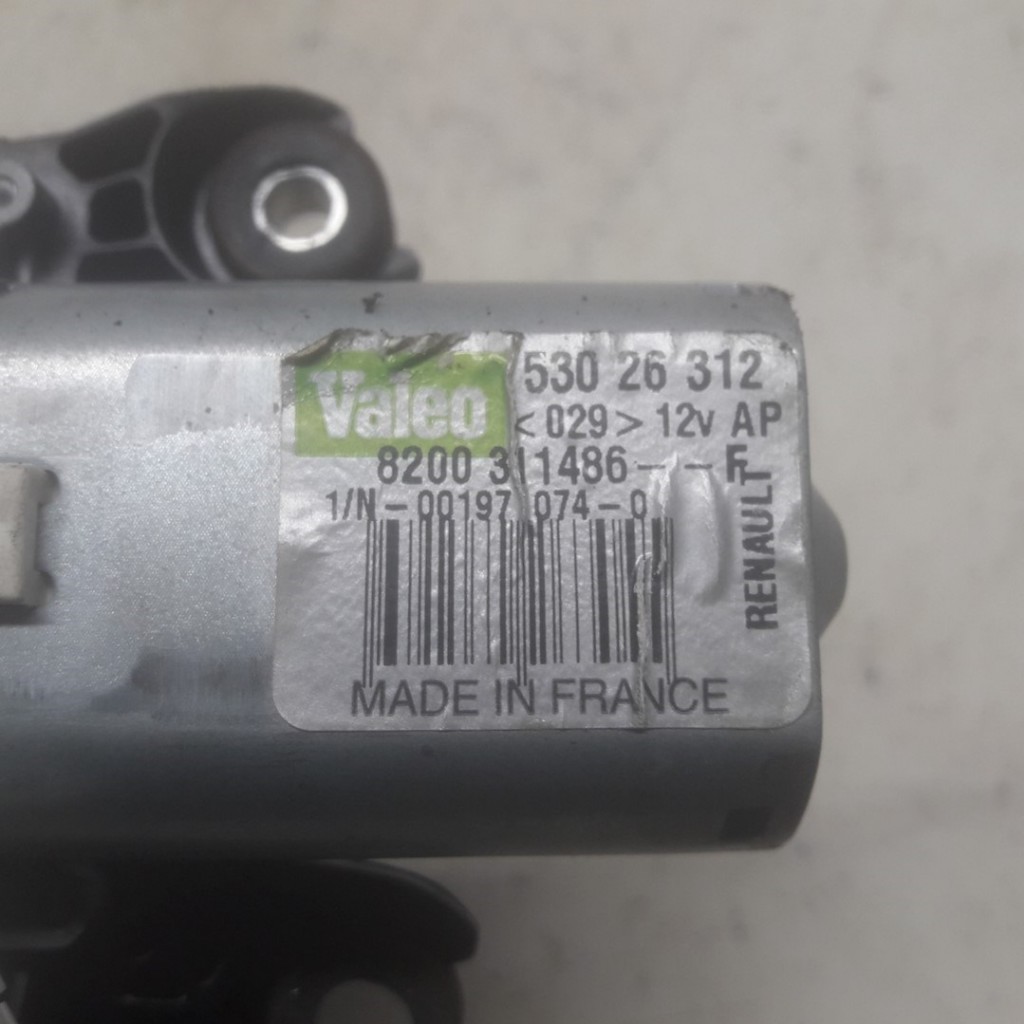 Valeo
530 26 312
<029> 12v AP
8200 311486--F
1/N-00197 074-0
RENAULT
MADE IN FRANCE